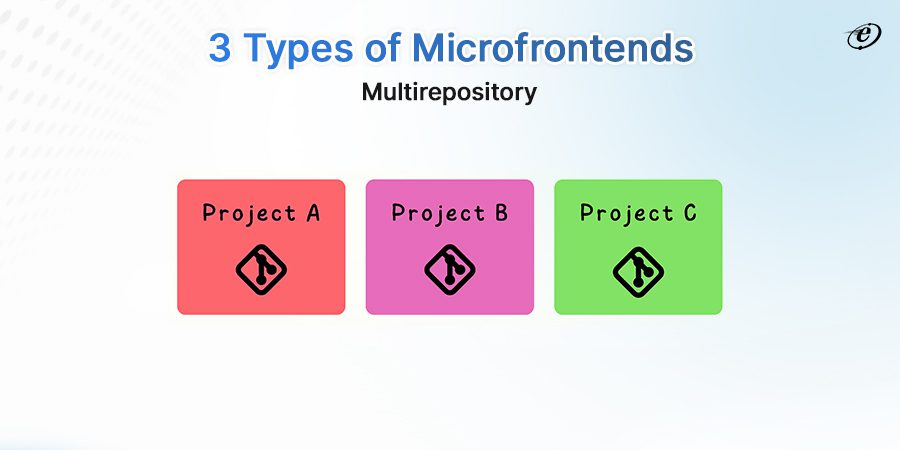 3 Types of Microfrontends
Multirepository
Project A
Project B
Project C